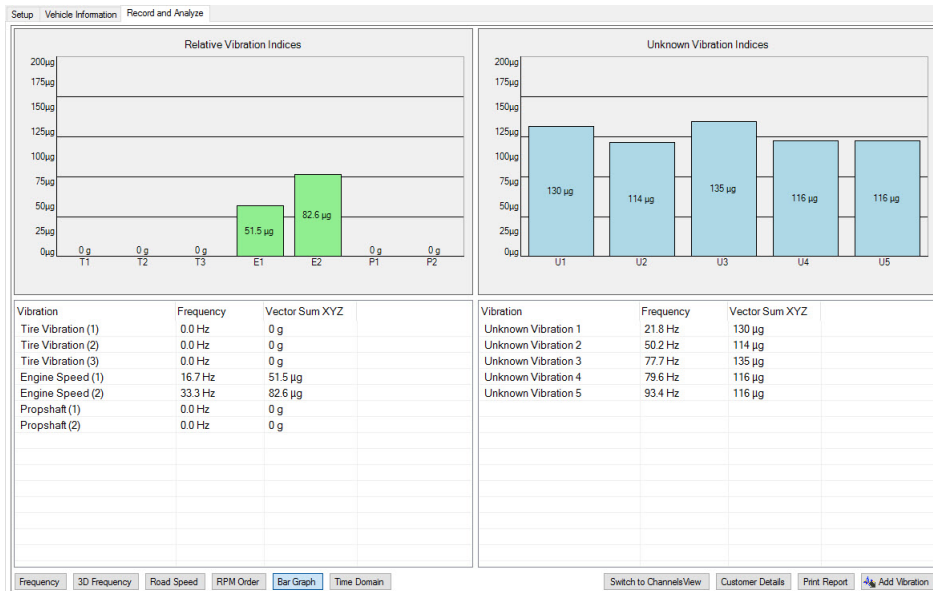 Setup Vehicle Information Record and Analyze
Relative Vibration Indices
200µg
175µg
150µg
125µg
100µg
75µg
50µg
25µg
0µg
0 g 0 g 0 g 51.5 µg 82.6 µg 0 g 0 g
T1 T2 T3 E1 E2 P1 P2
Unknown Vibration Indices
200µg
175µg
150µg
125µg
100µg
75µg
50µg
25µg
0µg
130 µg 114 µg 135 µg 116 µg 116 µg
U1 U2 U3 U4 U5
Vibration Frequency Vector Sum XYZ
Tire Vibration (1) 0.0 Hz 0 g
Tire Vibration (2) 0.0 Hz 0 g
Tire Vibration (3) 0.0 Hz 0 g
Engine Speed (1) 16.7 Hz 51.5 µg
Engine Speed (2) 33.3 Hz 82.6 µg
Propshaft (1) 0.0 Hz 0 g
Propshaft (2) 0.0 Hz 0 g
Vibration Frequency Vector Sum XYZ
Unknown Vibration 1 21.8 Hz 130 µg
Unknown Vibration 2 50.2 Hz 114 µg
Unknown Vibration 3 77.7 Hz 135 µg
Unknown Vibration 4 79.6 Hz 116 µg
Unknown Vibration 5 93.4 Hz 116 µg
Frequency 3D Frequency Road Speed RPM Order Bar Graph Time Domain Switch to ChannelsView Customer Details Print Report Add Vibration